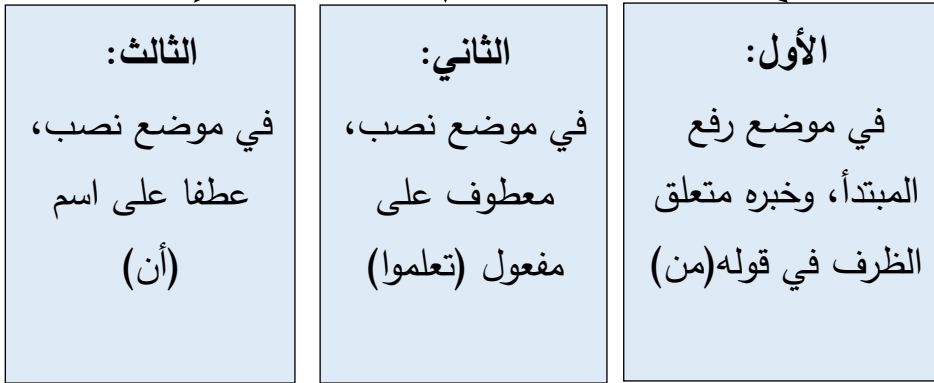 الأول:
في موضع رفع
المبتدأ، وخبره متعلق
الظرف في قوله(من)
الثاني:
في موضع نصب،
معطوف على
مفعول (تعلموا)
الثالث:
في موضع نصب،
عطفا على اسم
(أن)